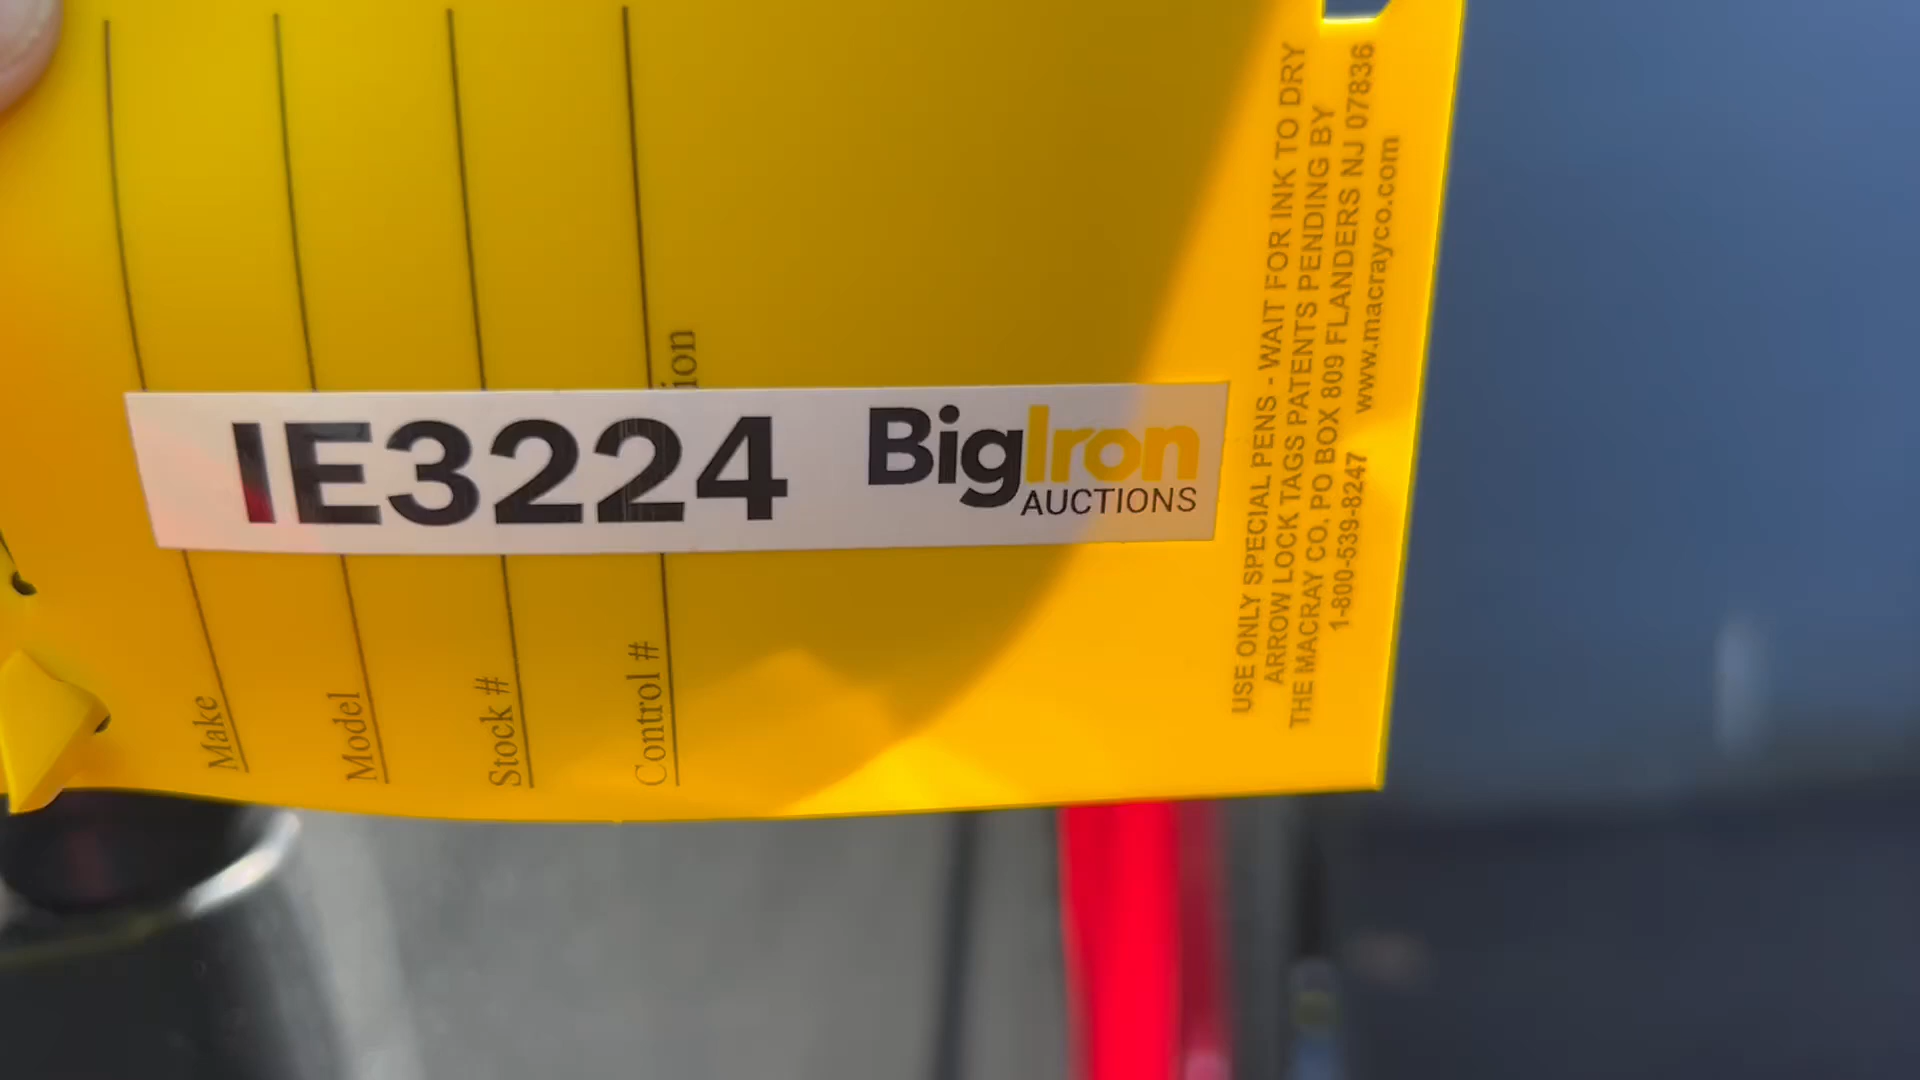 IE3224
BigIron
AUCTIONS
Make
Model
Stock #
Control #
ion
USE ONLY SPECIAL PENS - WAIT FOR INK TO DRY
ARROW LOCK TAGS PATENTS PENDING BY
THE MACRAY CO. PO BOX 809 FLANDERS NJ 07836
1-800-539-8247 www.macrayco.com